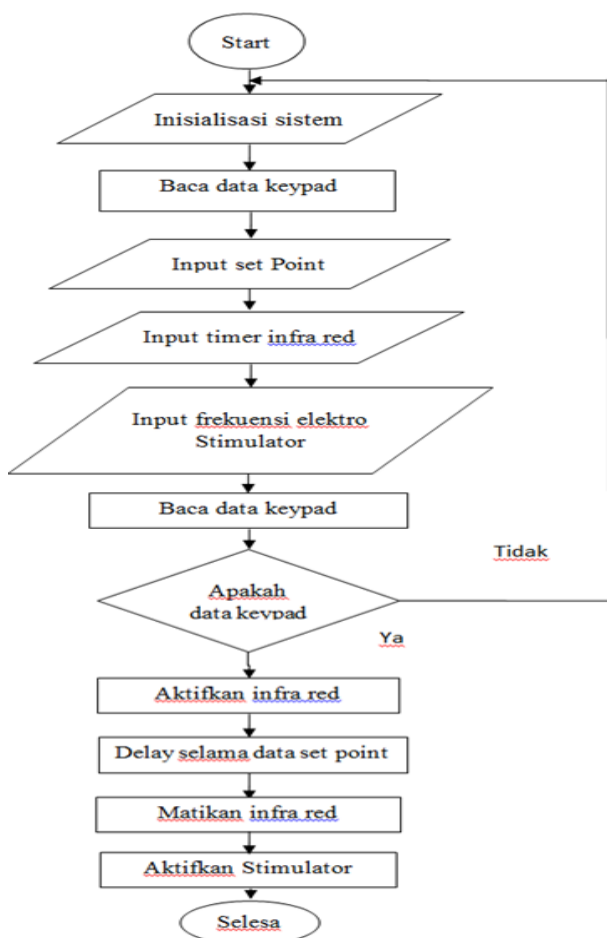 Start
Inisialisasi sistem
Baca data keypad
Input set Point
Input timer infra red
Input frekuensi elektro
Stimulator
Baca data keypad
Tidak
Apakah
data keypad
Ya
Aktifkan infra red
Delay selama data set point
Matikan infra red
Aktifkan Stimulator
Selesa